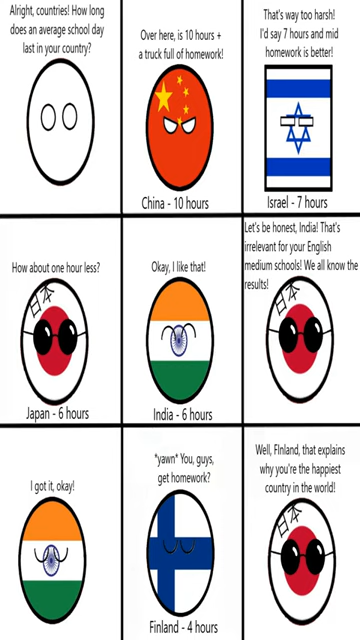 Alright, countries! How long
does an average school day
last in your country?
Over here, is 10 hours +
a truck full of homework!
China - 10 hours
That's way too harsh!
I'd say 7 hours and mid
homework is better!
Israel - 7 hours
How about one hour less?
日本
Japan - 6 hours
Okay, I like that!
India - 6 hours
Let's be honest, India! That's
irrelevant for your English
medium schools! We all know the
results!
日本
I got it, okay!
*yawn* You, guys,
get homework?
Finland - 4 hours
Well, FInland, that explains
why you're the happiest
country in the world!
日本